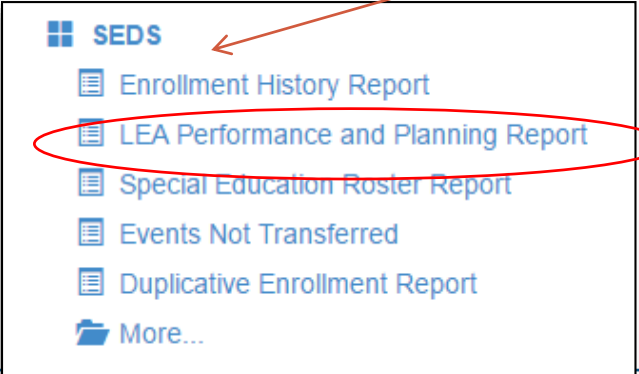 SEDS
Enrollment History Report
LEA Performance and Planning Report
Special Education Roster Report
Events Not Transferred
Duplicative Enrollment Report
More...